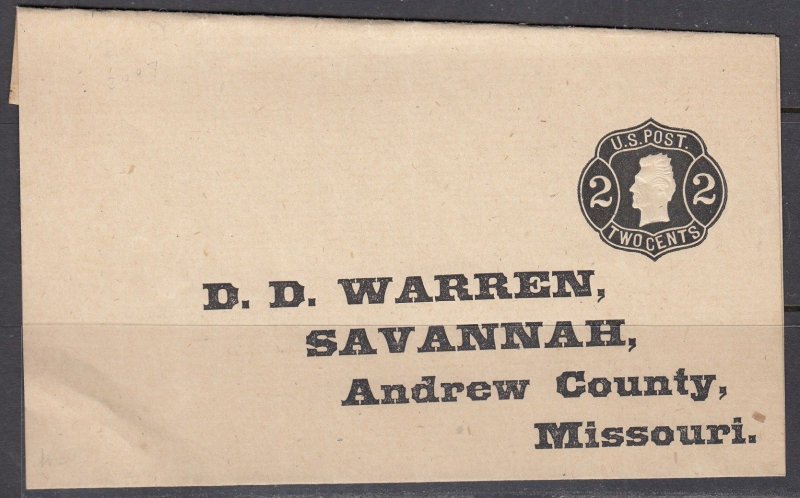 U.S. POST.
2 2
TWO CENTS
D. D. WARREN,
SAVANNAH,
Andrew County,
Missouri.